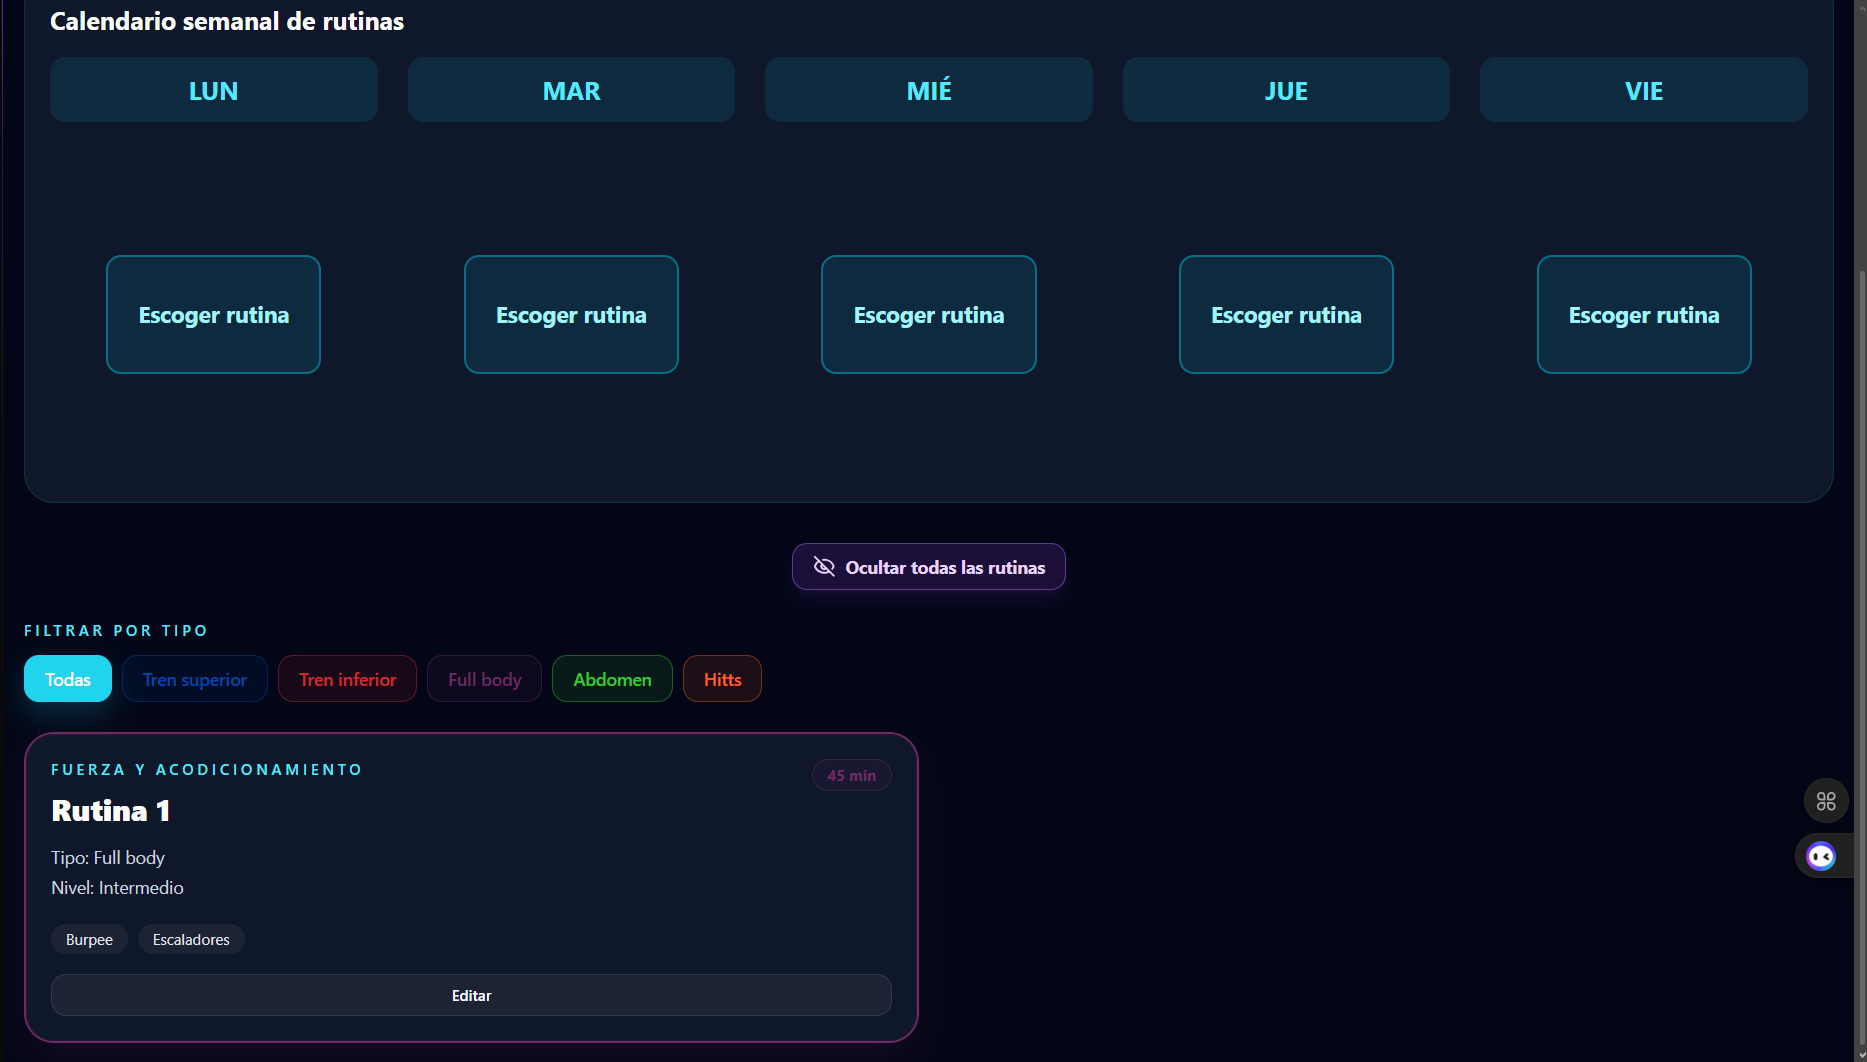 Calendario semanal de rutinas
LUN MAR MIÉ JUE VIE
Escoger rutina Escoger rutina Escoger rutina Escoger rutina Escoger rutina
Ocultar todas las rutinas
FILTRAR POR TIPO
Todas Tren superior Tren inferior Full body Abdomen Hitts
FUERZA Y ACODICIONAMIENTO 45 min
Rutina 1
Tipo: Full body
Nivel: Intermedio
Burpee Escaladores
Editar